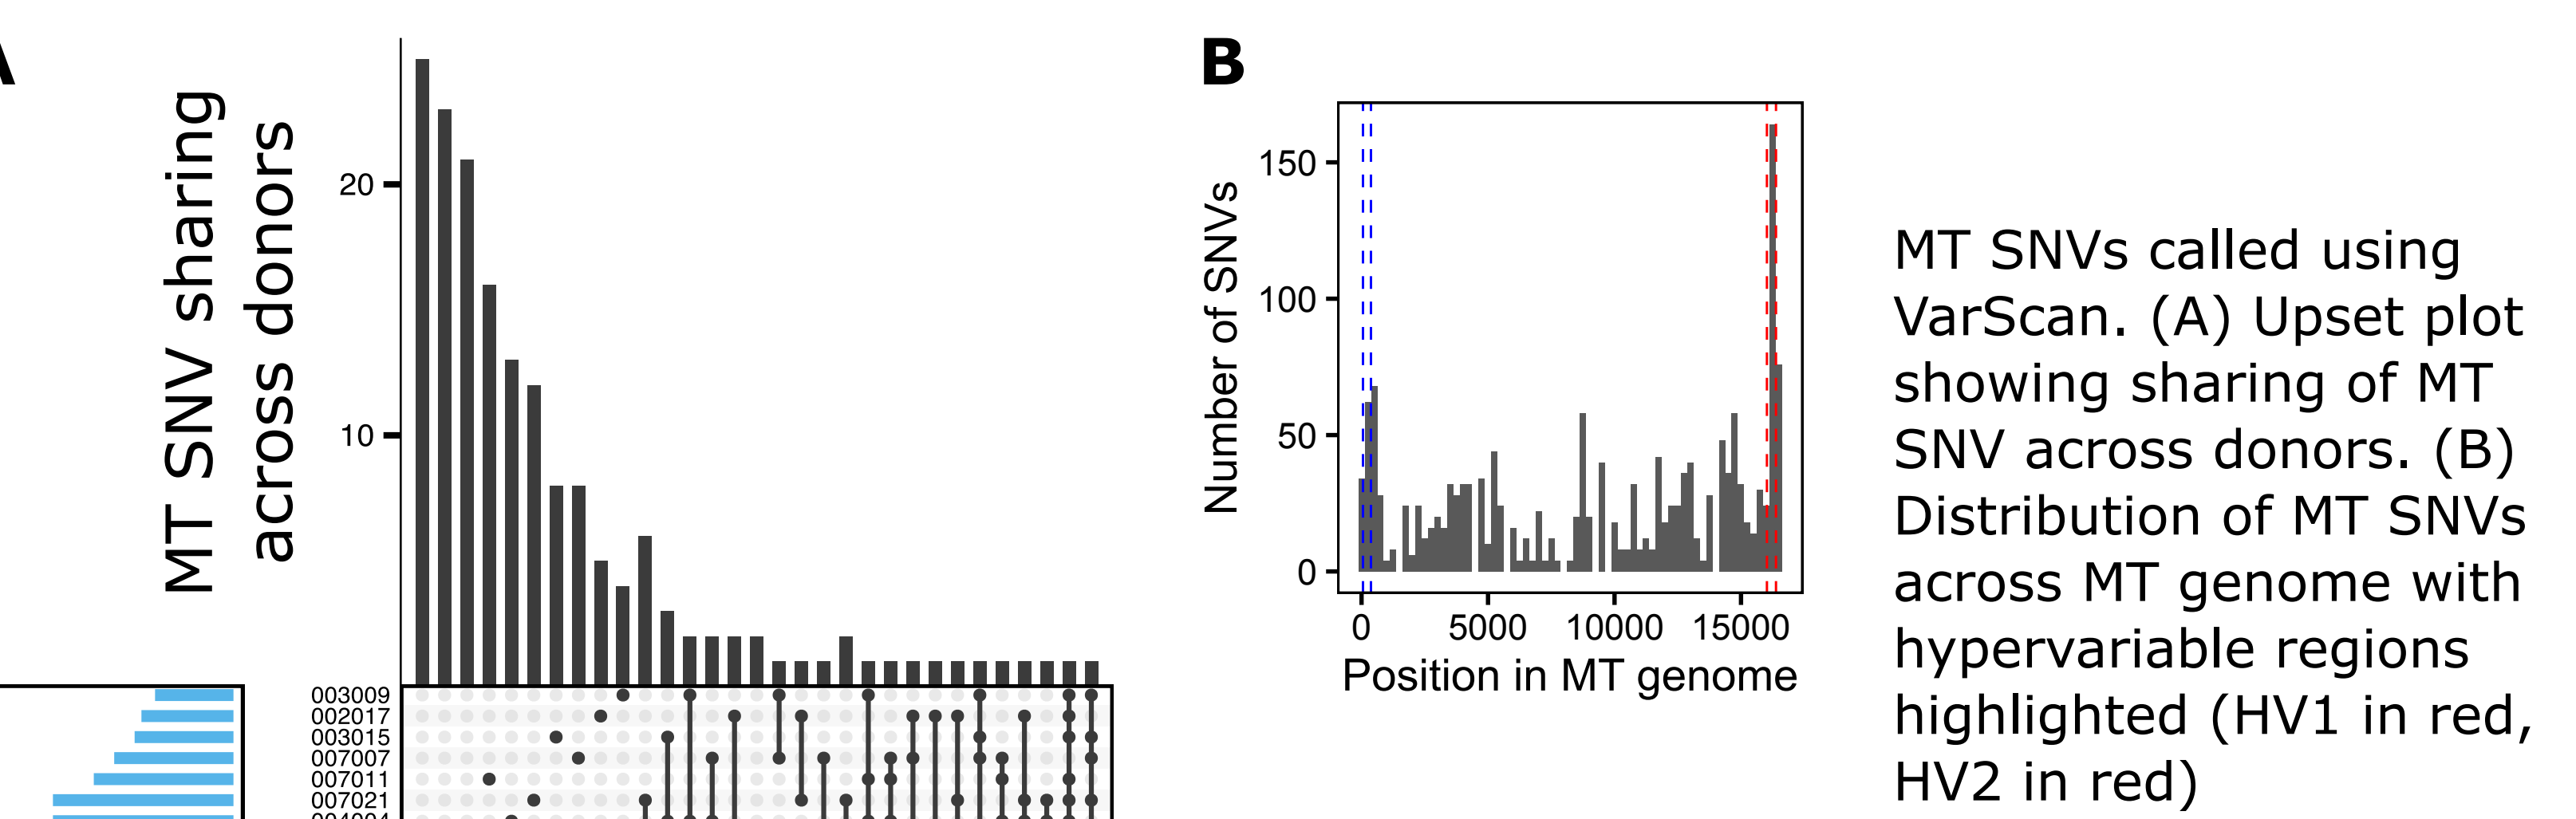 A
MT SNV sharing
across donors
20
10
003009
002017
003015
007007
007011
007021
B
Number of SNVs
150
100
50
0
0 5000 10000 15000
Position in MT genome
MT SNVs called using
VarScan. (A) Upset plot
showing sharing of MT
SNV across donors. (B)
Distribution of MT SNVs
across MT genome with
hypervariable regions
highlighted (HV1 in red,
HV2 in red)